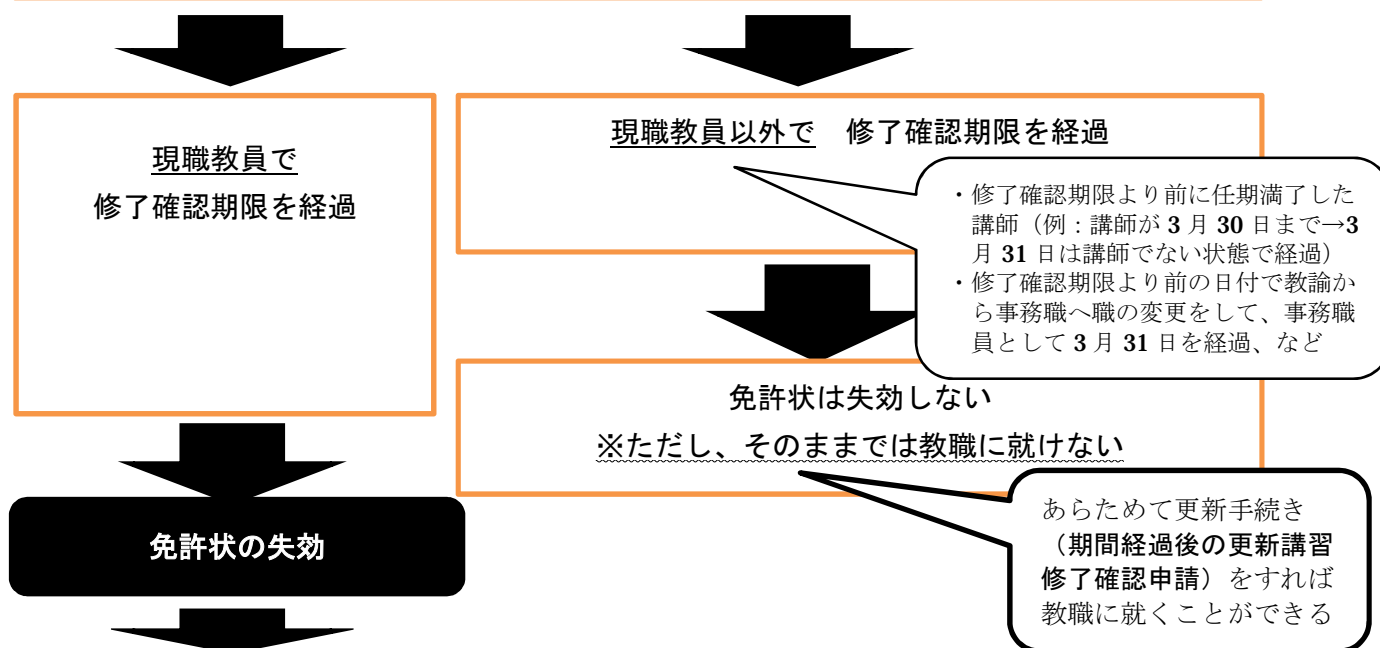 現職教員で
修了確認期限を経過
現職教員以外で　修了確認期限を経過
・修了確認期限より前に任期満了した
講師（例：講師が 3 月 30 日まで→3
月 31 日は講師でない状態で経過）
・修了確認期限より前の日付で教諭か
ら事務職へ職の変更をして、事務職
員として 3 月 31 日を経過、など
免許状は失効しない
※ただし、そのままでは教職に就けない
あらためて更新手続き
（期間経過後の更新講習
修了確認申請）をすれば
教職に就くことができる
免許状の失効